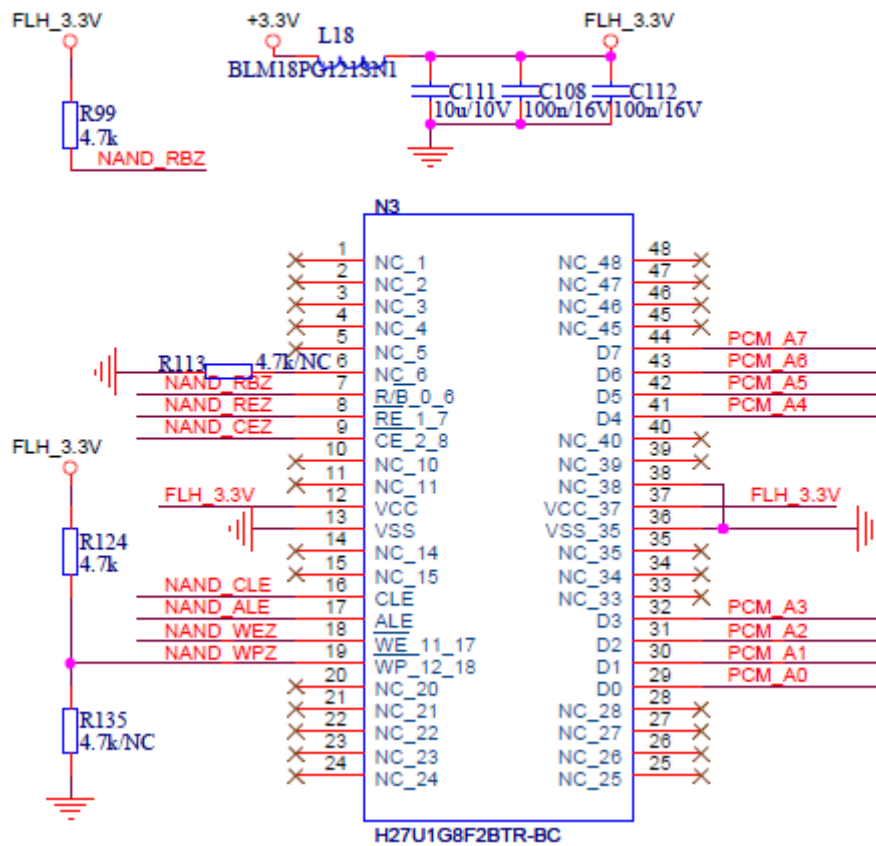 FLH_3.3V
+3.3V
L18
BLM18PG121SN1
FLH_3.3V
C111
10u/10V
C108
100n/16V
C112
100n/16V
R99
4.7k
NAND_RBZ
N3
1 NC_1 NC_48 48
2 NC_2 NC_47 47
3 NC_3 NC_46 46
4 NC_4 NC_45 45
5 NC_5 D7 44 PCM_A7
R113 4.7k/NC 6 NC_6 D6 43 PCM_A6
NAND_RBZ 7 R/B_0_6 D5 42 PCM_A5
NAND_REZ 8 RE_1_7 D4 41 PCM_A4
NAND_CEZ 9 CE_2_8 NC_40 40
FLH_3.3V
10 NC_10 NC_39 39
11 NC_11 NC_38 38
FLH_3.3V 12 VCC VCC_37 37 FLH_3.3V
13 VSS VSS_35 36
R124
4.7k
14 NC_14 NC_35 35
15 NC_15 NC_34 34
NAND_CLE 16 CLE NC_33 33
NAND_ALE 17 ALE D3 32 PCM_A3
NAND_WEZ 18 WE_11_17 D2 31 PCM_A2
NAND_WPZ 19 WP_12_18 D1 30 PCM_A1
20 NC_20 D0 29 PCM_A0
R135
4.7k/NC
21 NC_21 NC_28 28
22 NC_22 NC_27 27
23 NC_23 NC_26 26
24 NC_24 NC_25 25
H27U1G8F2BTR-BC